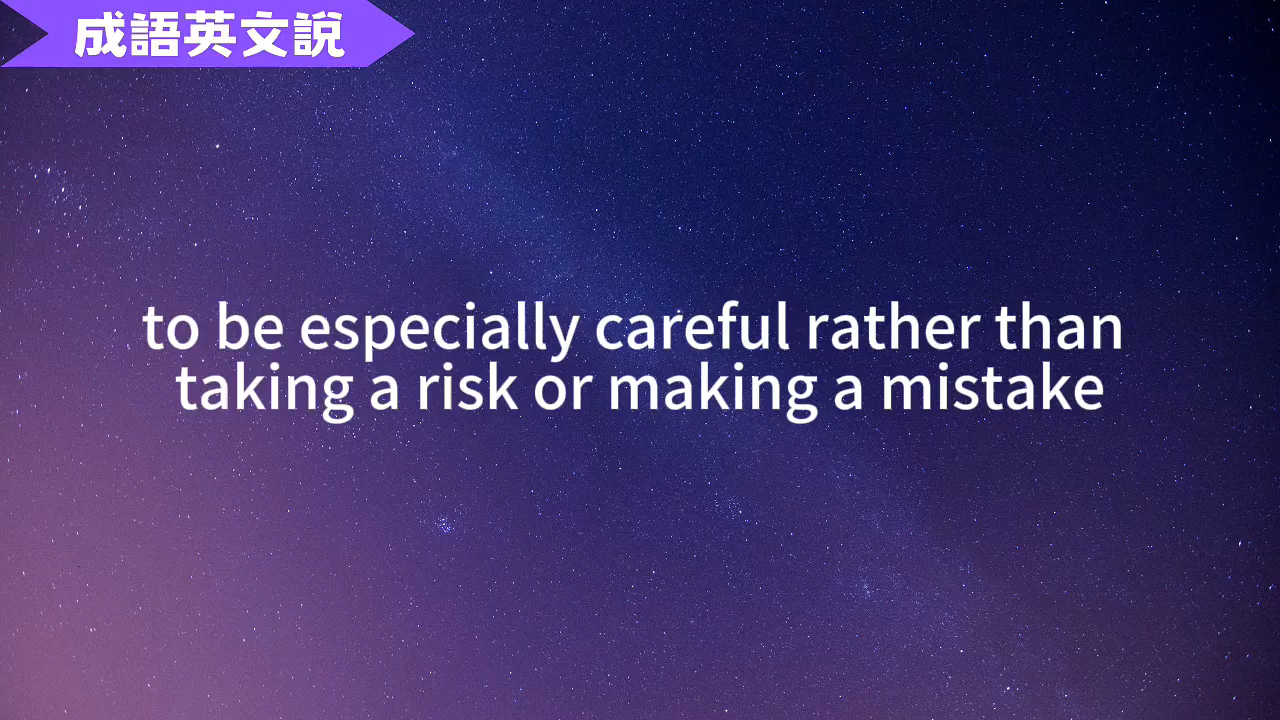 成語英文說
to be especially careful rather than
taking a risk or making a mistake